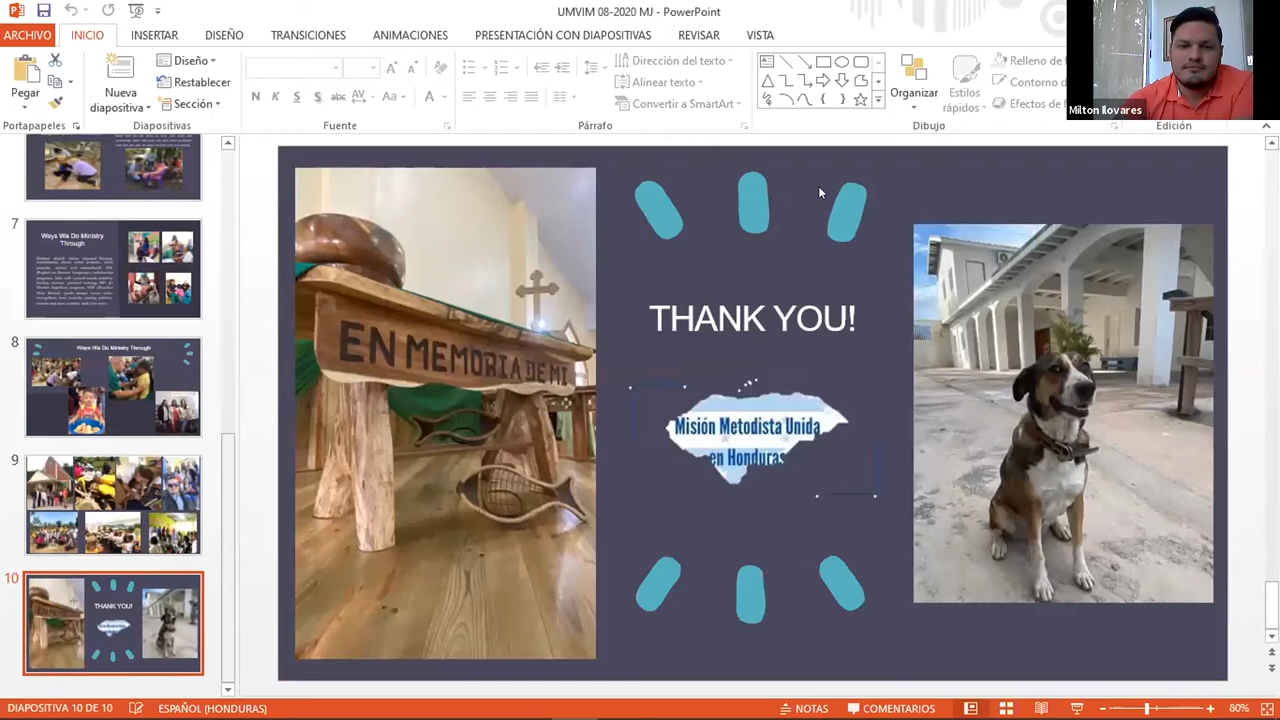 UMVIM 08-2020 MJ - PowerPoint
ARCHIVO INICIO INSERTAR DISEÑO TRANSICIONES ANIMACIONES PRESENTACIÓN CON DIAPOSITIVAS REVISAR VISTA
Pegar
Nueva
diapositiva
Diseño
Restablecer
Sección
N K S S abc AV Aa A
Dirección del texto
Alinear texto
Convertir a SmartArt
Organizar
Estilos
rápidos
Relleno de
Contorno
Efectos de
Milton Ilovares
Portapapeles Diapositivas Fuente Párrafo Dibujo Edición
7
Ways We Do Ministry
Through
8
Ways We Do Ministry Through
9
10
THANK YOU!
EN MEMORIA DE MI
THANK YOU!
Misión Metodista Unida
en Honduras
DIAPOSITIVA 10 DE 10 ESPAÑOL (HONDURAS) NOTAS COMENTARIOS 80%